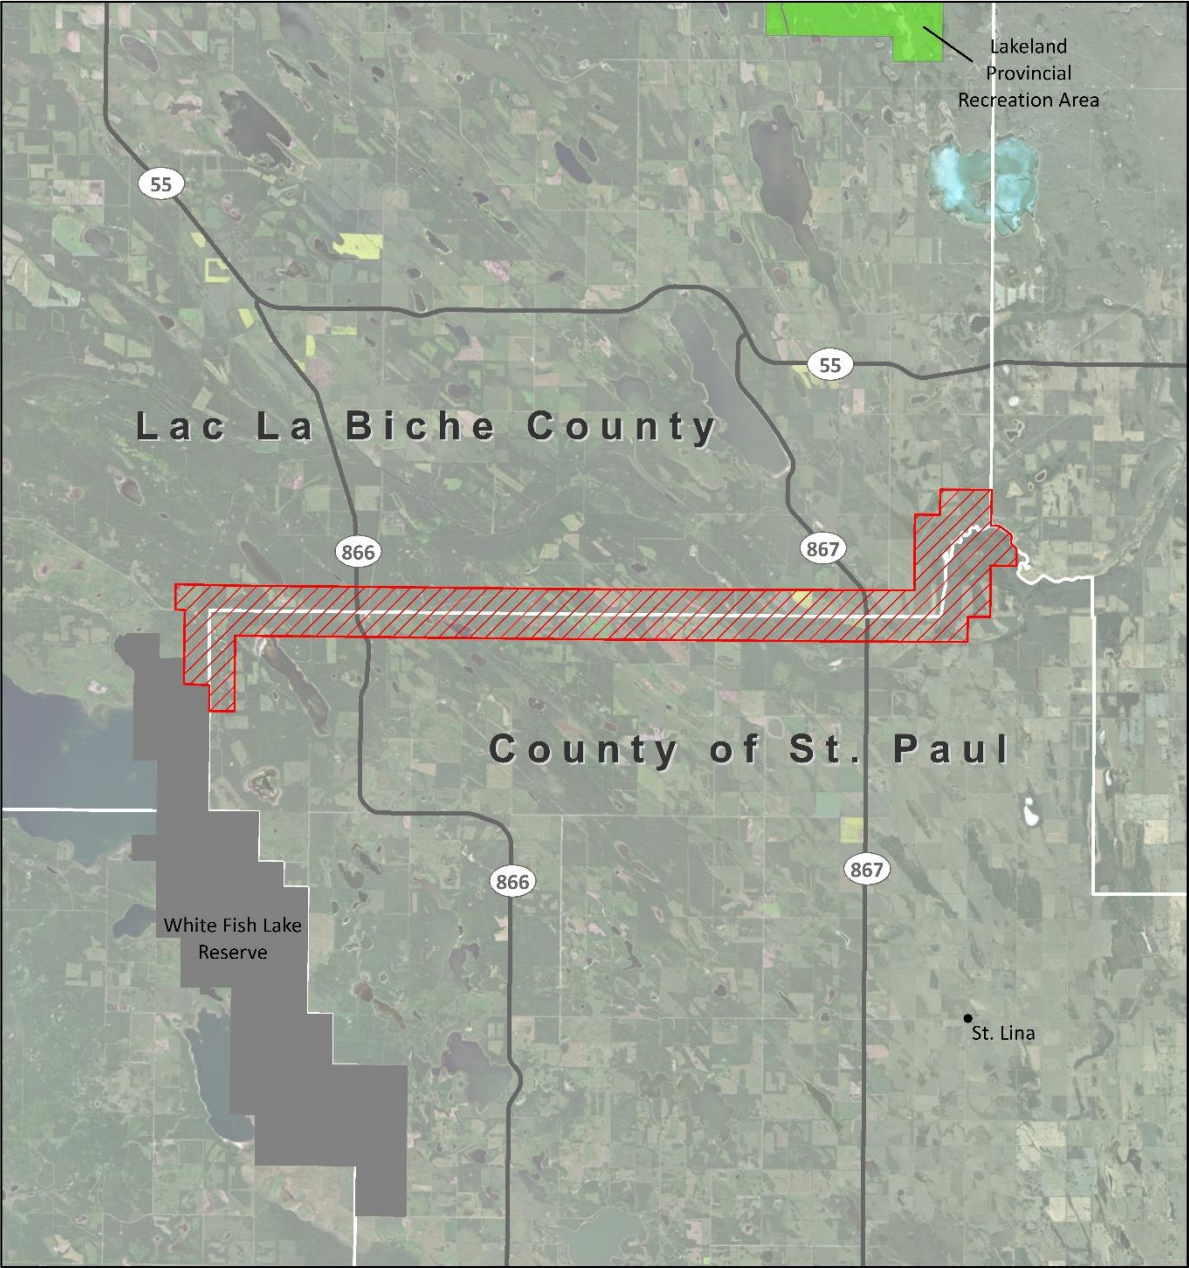 Lakeland
Provincial
Recreation Area
55
55
Lac La Biche County
866
867
County of St. Paul
866
867
White Fish Lake
Reserve
St. Lina